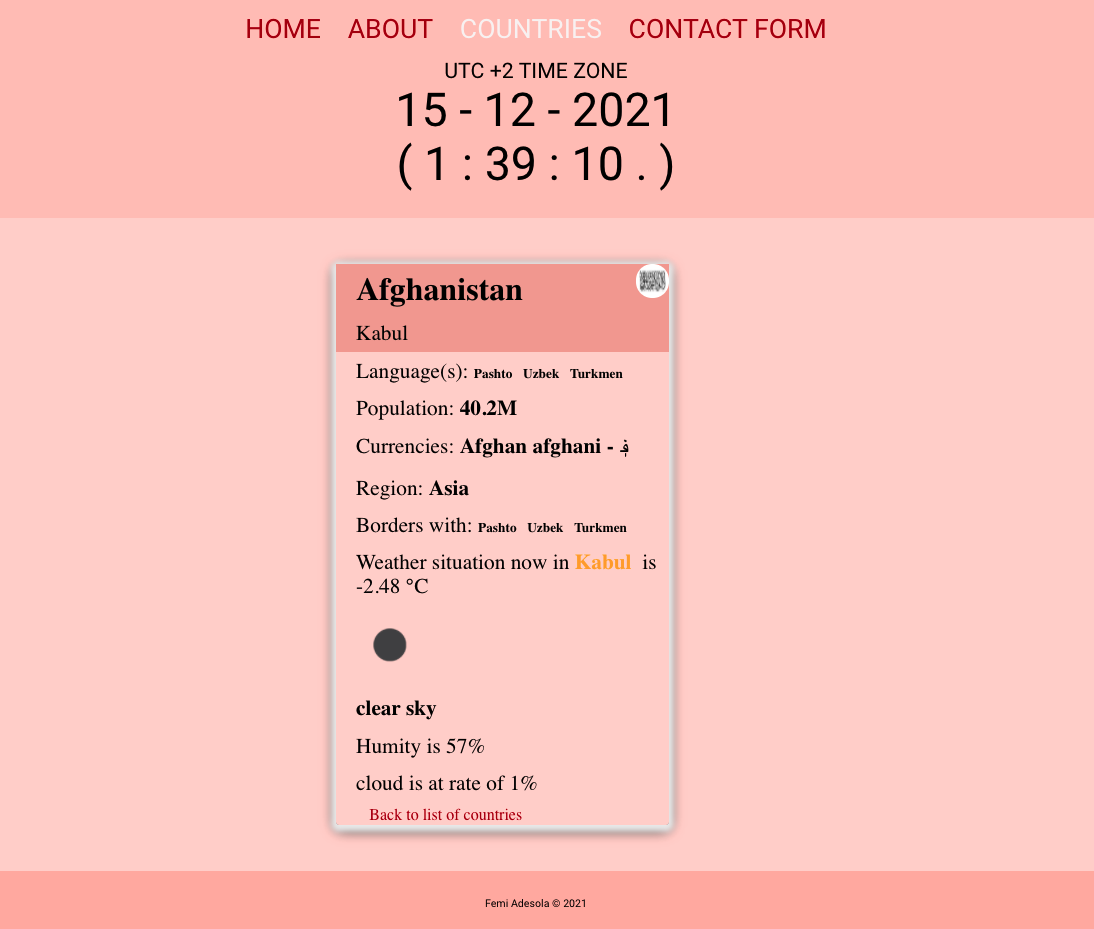 HOME ABOUT COUNTRIES CONTACT FORM
UTC +2 TIME ZONE
15 - 12 - 2021
( 1 : 39 : 10 . )
Afghanistan
Kabul
Language(s): Pashto Uzbek Turkmen
Population: 40.2M
Currencies: Afghan afghani - ؋
Region: Asia
Borders with: Pashto Uzbek Turkmen
Weather situation now in Kabul is
-2.48 °C
clear sky
Humity is 57%
cloud is at rate of 1%
Back to list of countries
Femi Adesola © 2021